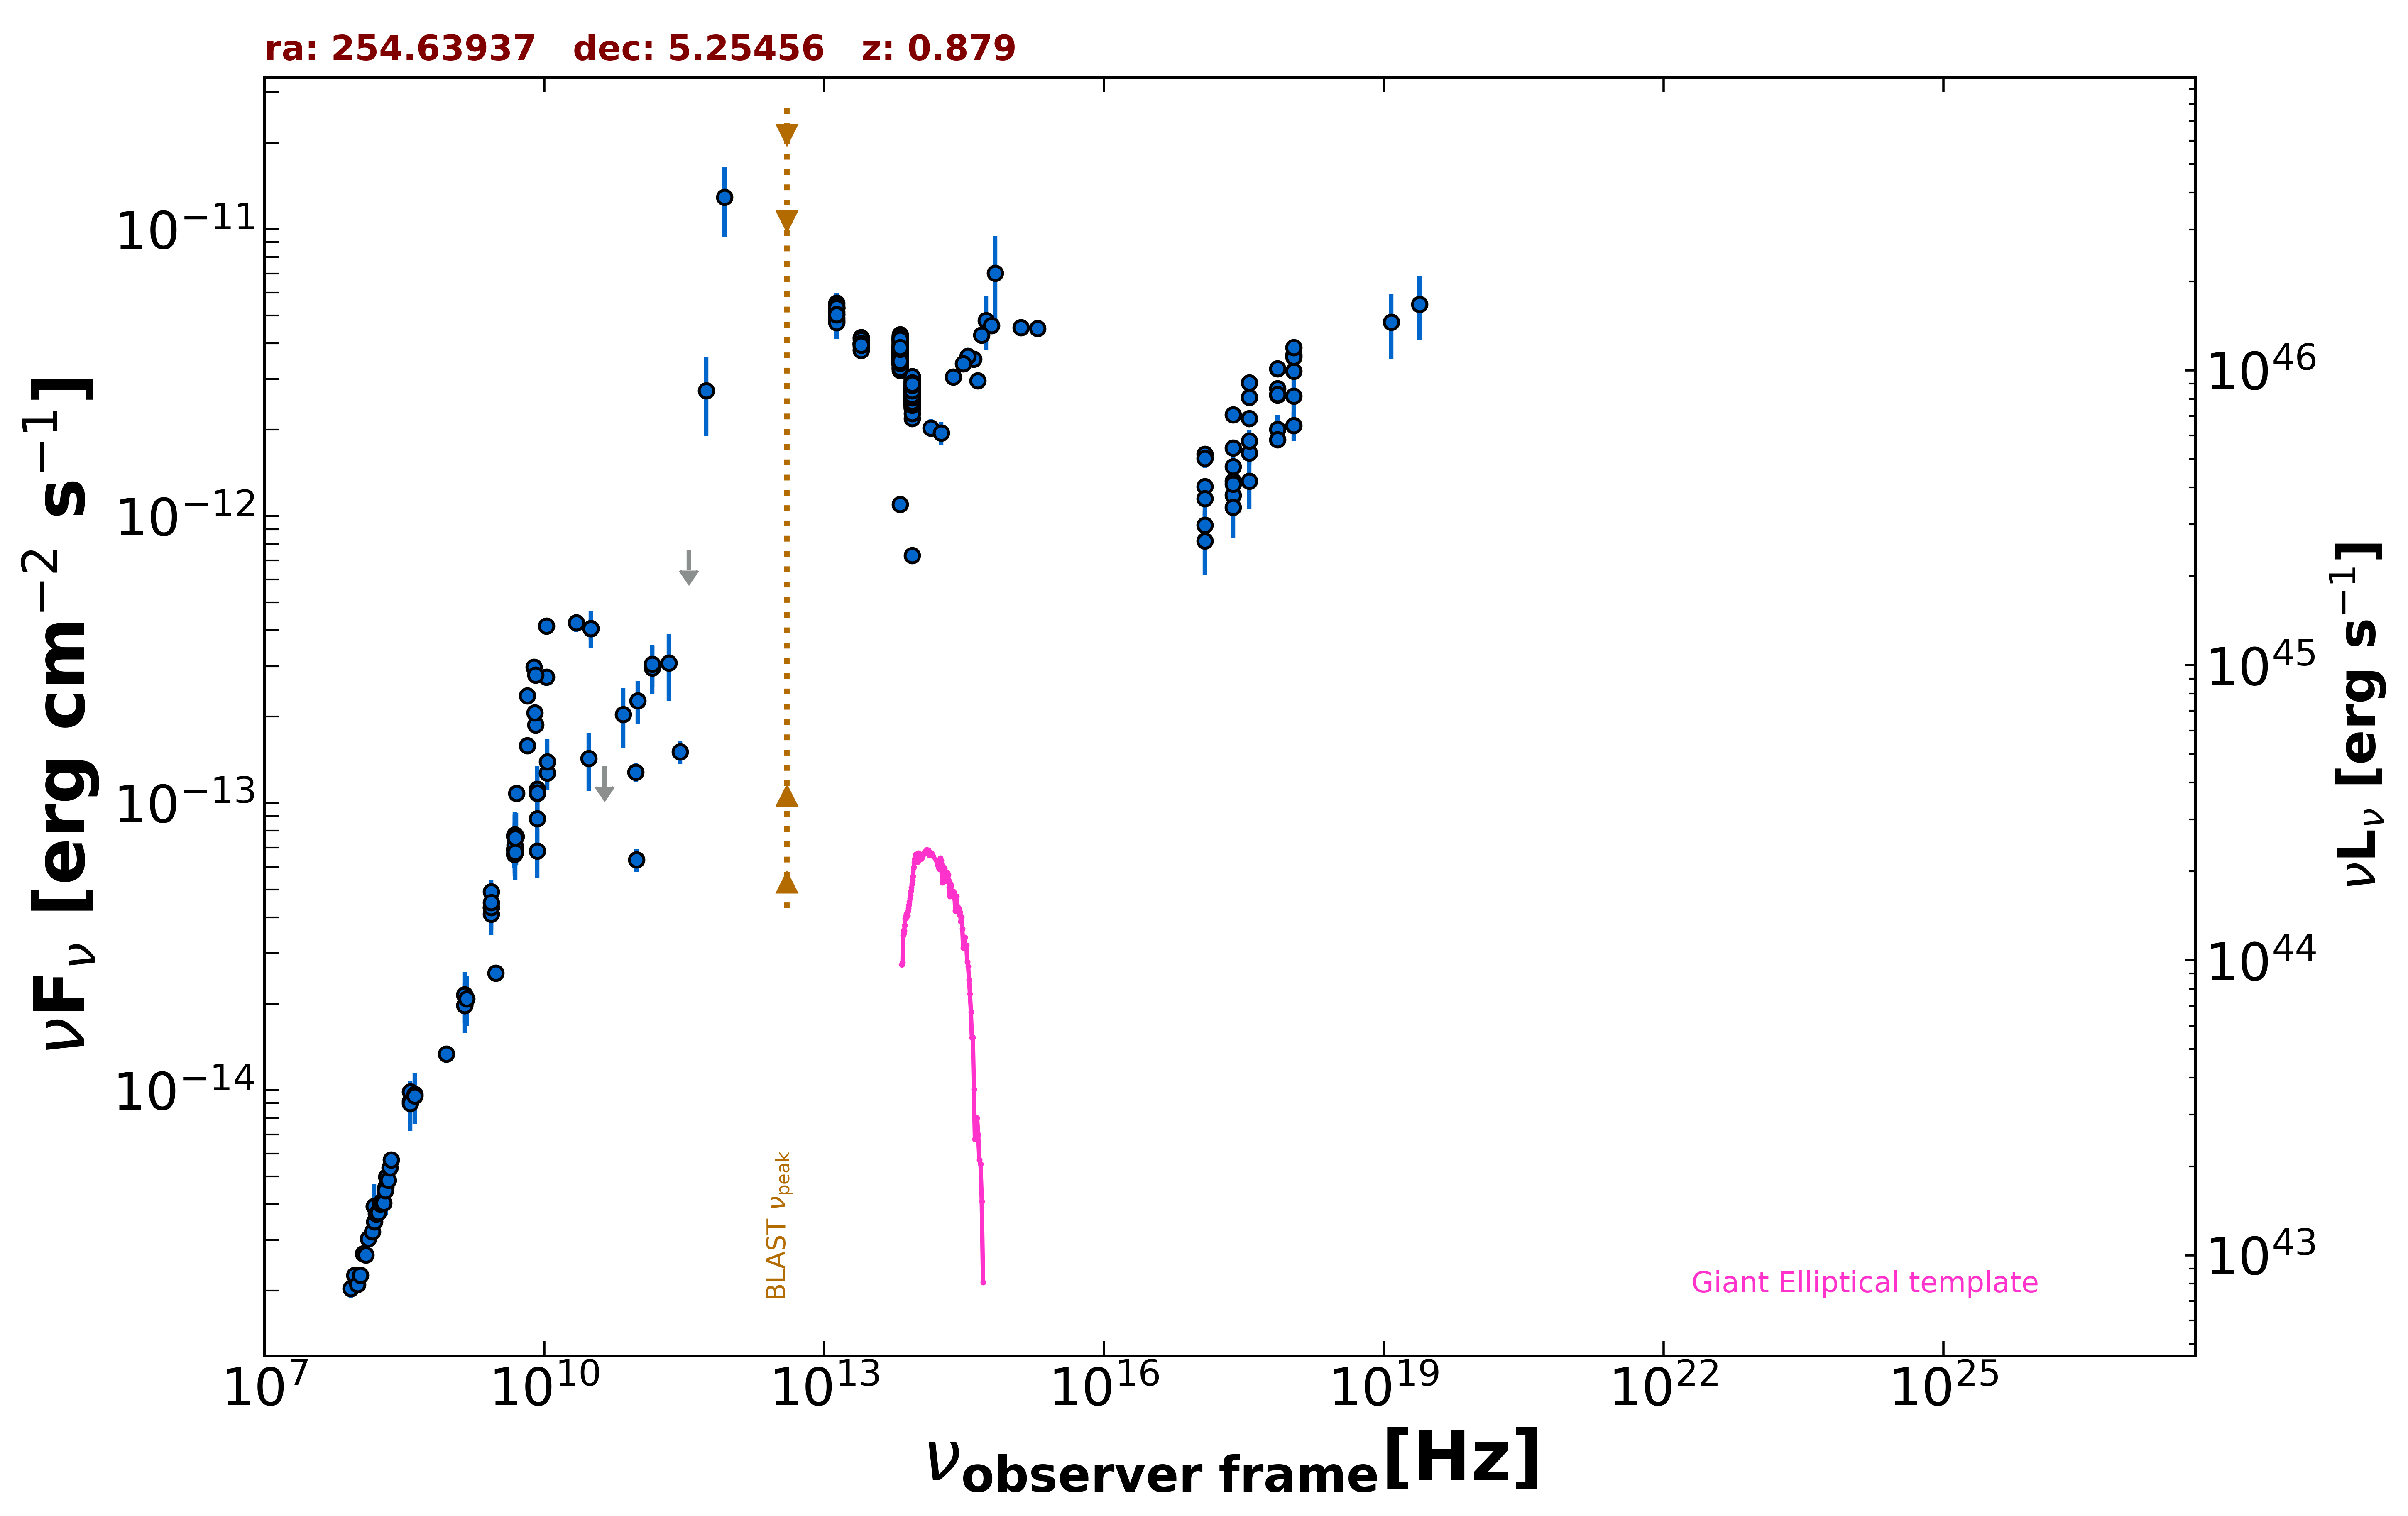 ra: 254.63937 dec: 5.25456 z: 0.879
10⁻¹¹
10⁻¹²
10⁻¹³
10⁻¹⁴
νFν [erg cm⁻² s⁻¹]
10⁴⁶
10⁴⁵
10⁴⁴
10⁴³
νLν [erg s⁻¹]
BLAST νpeak
Giant Elliptical template
10⁷ 10¹⁰ 10¹³ 10¹⁶ 10¹⁹ 10²² 10²⁵
νobserver frame[Hz]